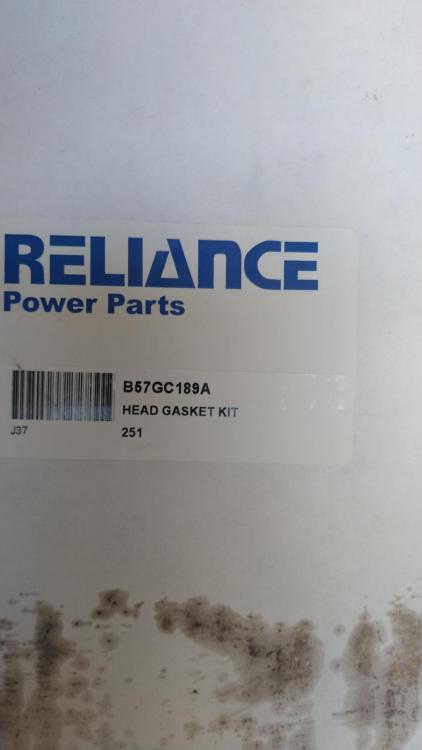 RELIANCE
Power Parts
B57GC189A
HEAD GASKET KIT
J37
251